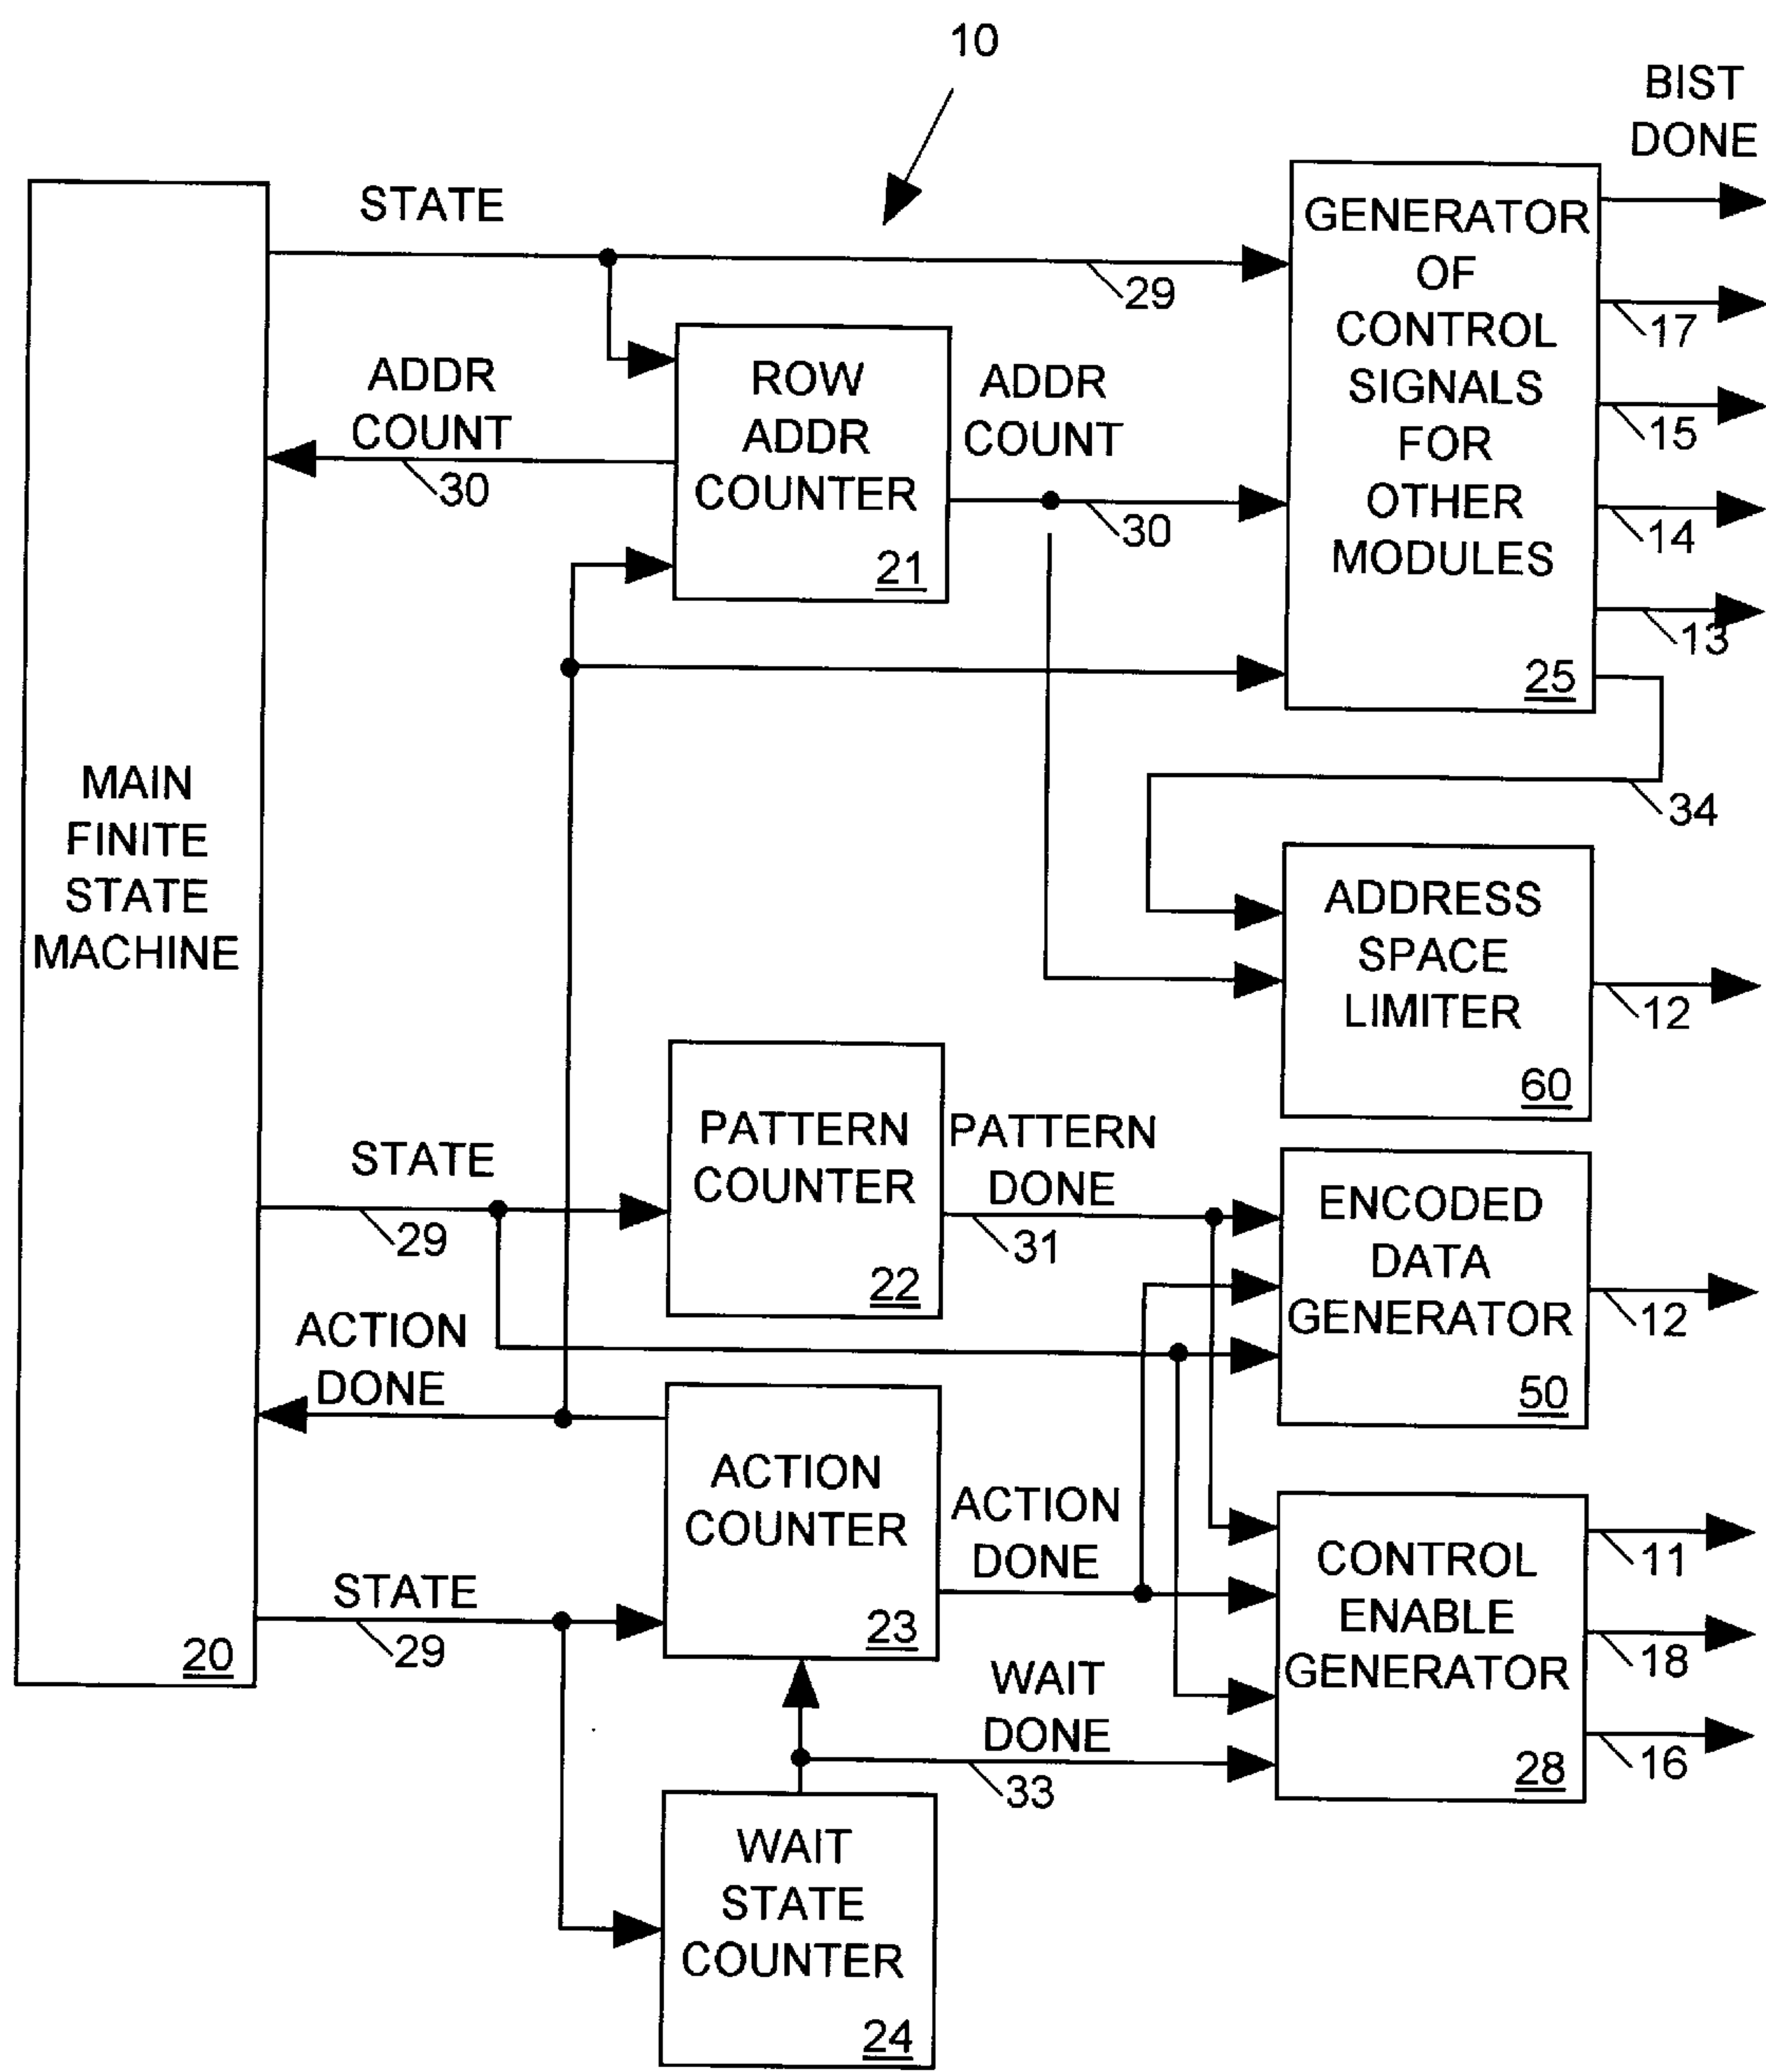 10
BIST
DONE
STATE
29
GENERATOR
OF
CONTROL
SIGNALS
FOR
OTHER
MODULES
25
17
15
14
13
34
ADDR
COUNT
30
ROW
ADDR
COUNTER
21
ADDR
COUNT
30
MAIN
FINITE
STATE
MACHINE
20
ADDRESS
SPACE
LIMITER
60
12
STATE
29
PATTERN
COUNTER
22
PATTERN
DONE
31
ENCODED
DATA
GENERATOR
50
12
ACTION
DONE
ACTION
COUNTER
23
ACTION
DONE
STATE
29
CONTROL
ENABLE
GENERATOR
28
11
18
16
WAIT
DONE
33
WAIT
STATE
COUNTER
24